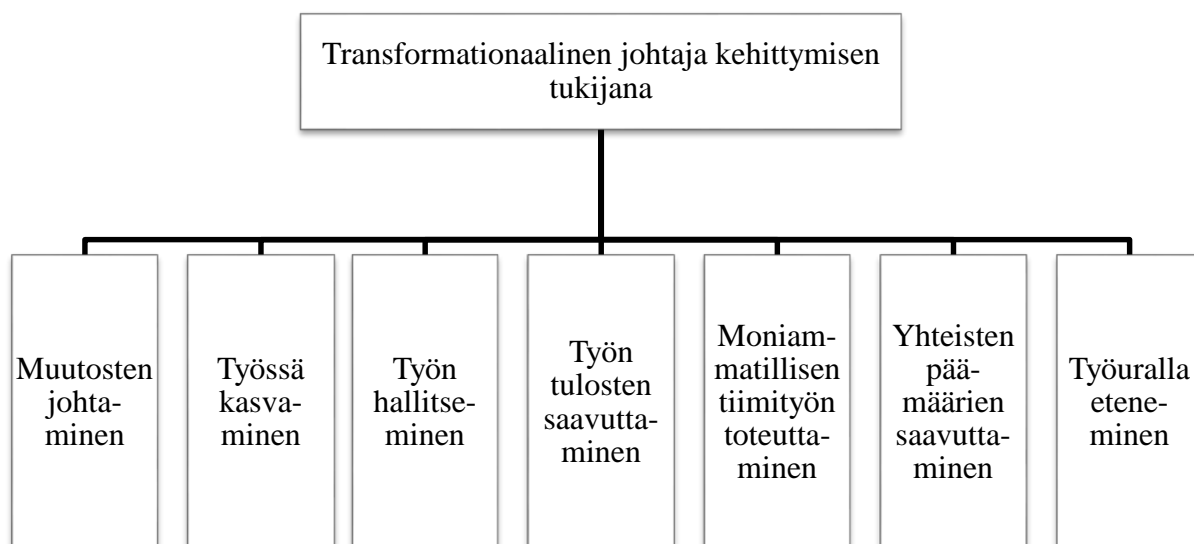 Transformationaalinen johtaja kehittymisen
tukijana
Muutosten
johta-
minen
Työssä
kasva-
minen
Työn
hallitse-
minen
Työn
tulosten
saavutta-
minen
Moniam-
matillisen
tiimityön
toteutta-
minen
Yhteisten
pää-
määrien
saavutta-
minen
Työuralla
etene-
minen